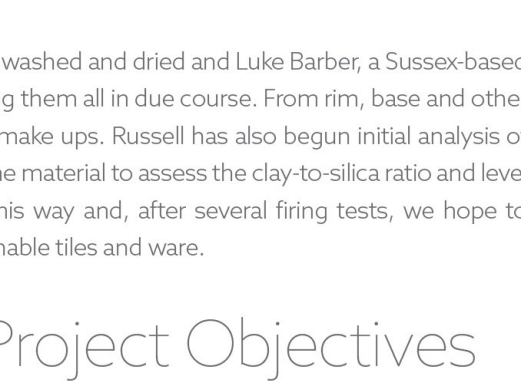 washed and dried and Luke Barber, a Sussex-based
g them all in due course. From rim, base and othe
make ups. Russell has also begun initial analysis of
e material to assess the clay-to-silica ratio and leve
his way and, after several firing tests, we hope to
nable tiles and ware.
Project Objectives